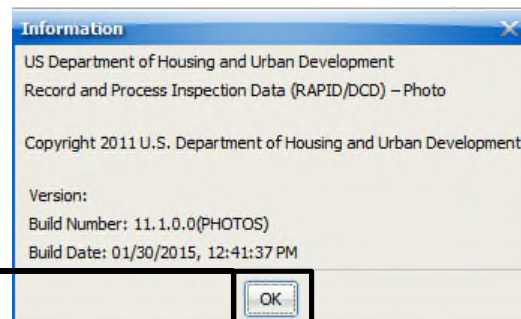 Information
US Department of Housing and Urban Development
Record and Process Inspection Data (RAPID/DCD) – Photo
Copyright 2011 U.S. Department of Housing and Urban Development
Version:
Build Number: 11.1.0.0(PHOTOS)
Build Date: 01/30/2015, 12:41:37 PM
OK